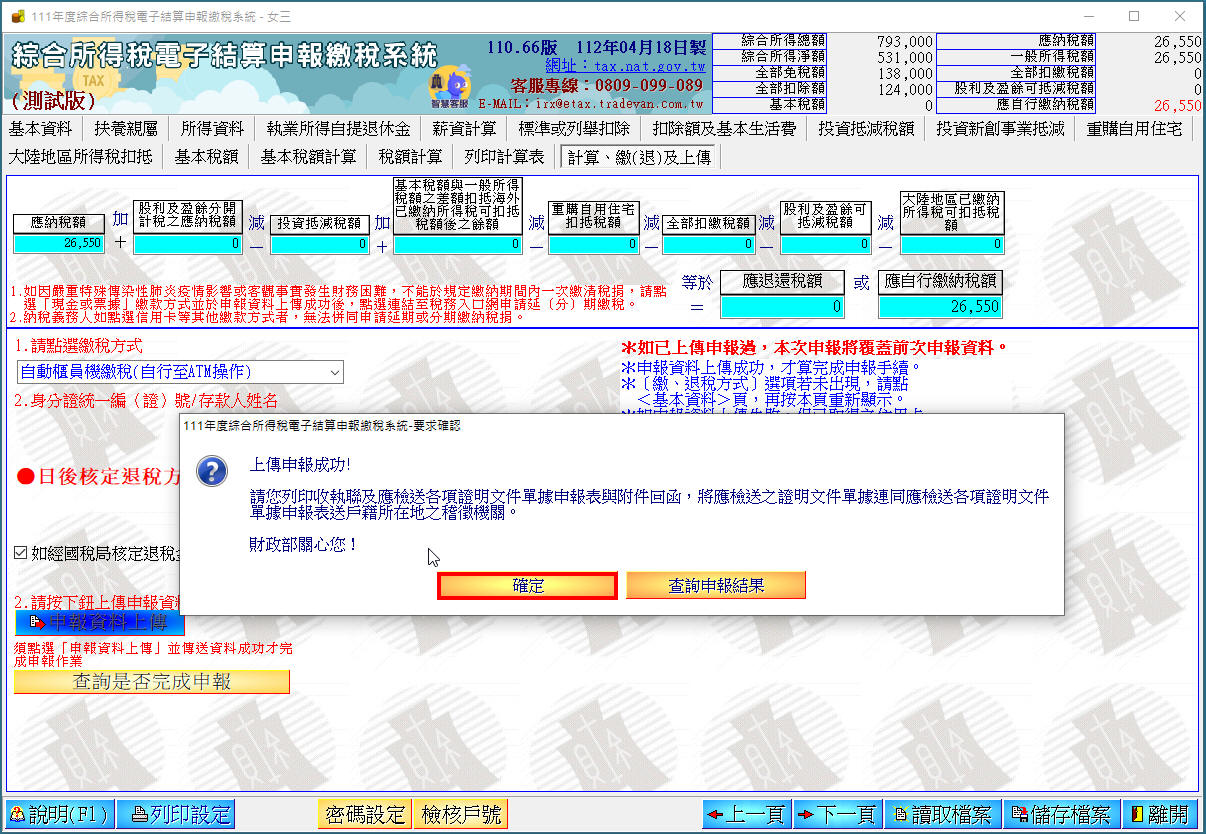 111年度綜合所得稅電子結算申報繳稅系統 - 女三
綜合所得稅電子結算申報繳稅系統
TAX
(測試版)
110.66版 112年04月18日製
網址：tax.nat.gov.tw
客服專線：0809-099-089
E-MAIL：irx@etax.tradevan.com.tw
智慧客服
綜合所得總額 793,000 應納稅額 26,550
綜合所得淨額 531,000 一般所得稅額 26,550
全部免稅額 138,000 全部扣繳稅額 0
全部扣除額 124,000 股利及盈餘可抵減稅額 0
基本稅額 0 應自行繳納稅額 26,550
基本資料 扶養親屬 所得資料 執業所得自提退休金 薪資計算 標準或列舉扣除 扣除額及基本生活費 投資抵減稅額 投資新創事業抵減 重購自用住宅
大陸地區所得稅扣抵 基本稅額 基本稅額計算 稅額計算 列印計算表 計算、繳(退)及上傳
應納稅額
26,550
加
＋
股利及盈餘分開
計稅之應納稅額
0
減
－
投資抵減稅額
0
加
＋
基本稅額與一般所得
稅額之差額扣抵海外
已繳納所得稅可扣抵
稅額後之餘額
0
減
－
重購自用住宅
扣抵稅額
0
減
－
全部扣繳稅額
0
減
－
股利及盈餘可
抵減稅額
0
減
－
大陸地區已繳納
所得稅可扣抵稅
額
0
等於
＝
應退還稅額
0
或
應自行繳納稅額
26,550
1.如因嚴重特殊傳染性肺炎疫情影響或客觀事實發生財務困難，不能於規定繳納期間內一次繳清稅捐，請點
選「現金或票據」繳款方式並於申報資料上傳成功後，點選連結至稅務入口網申請延（分）期繳稅。
2.納稅義務人如點選信用卡等其他繳款方式者，無法併同申請延期或分期繳納稅捐。
1.請點選繳稅方式
自動櫃員機繳稅(自行至ATM操作)
2.身分證統一編（證）號/存款人姓名
＊如已上傳申報過，本次申報將覆蓋前次申報資料。
＊申報資料上傳成功，才算完成申報手續。
＊〔繳、退稅方式〕選項若未出現，請點
＜基本資料＞頁，再按本頁重新顯示。
●日後核定退稅方
如經國稅局核定退稅金
2.請按下鈕上傳申報資料
申報資料上傳
須點選「申報資料上傳」並傳送資料成功才完
成申報作業
查詢是否完成申報
111年度綜合所得稅電子結算申報繳稅系統-要求確認
?
上傳申報成功!
請您列印收執聯及應檢送各項證明文件單據申報表與附件回函，將應檢送之證明文件單據連同應檢送各項證明文件
單據申報表送戶籍所在地之稽徵機關。
財政部關心您！
確定 查詢申報結果
說明(F1) 列印設定 密碼設定 檢核戶號 上一頁 下一頁 讀取檔案 儲存檔案 離開